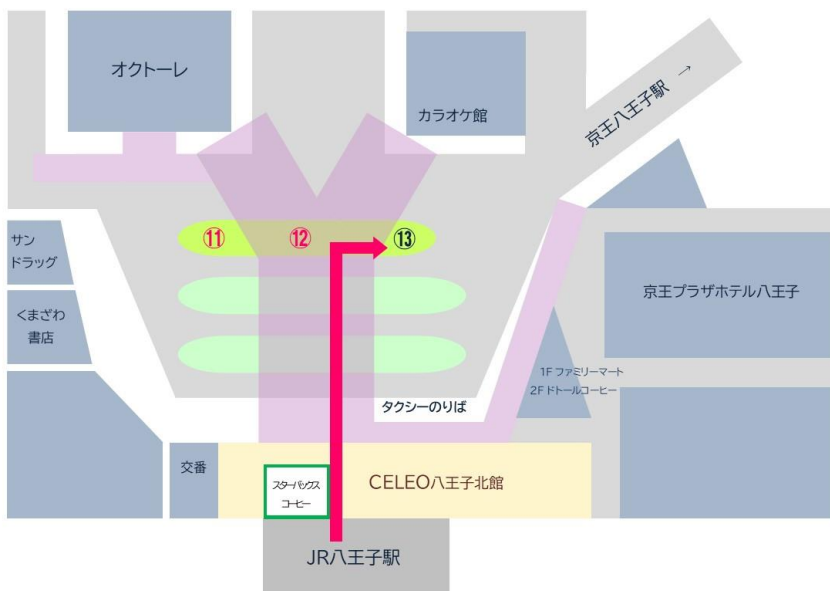 オクトーレ
カラオケ館
京王八王子駅 →
⑪
⑫
⑬
サン
ドラッグ
くまざわ
書店
京王プラザホテル八王子
1F ファミリーマート
2F ドトールコーヒー
タクシーのりば
交番
スターバックス
コーヒー
CELEO八王子北館
JR八王子駅